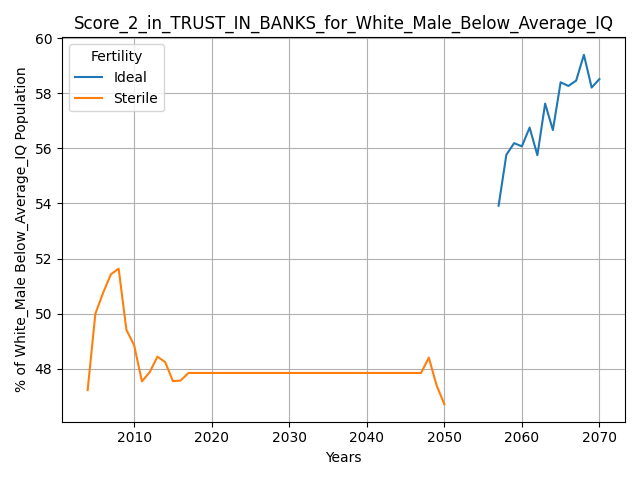 Score_2_in_TRUST_IN_BANKS_for_White_Male_Below_Average_IQ
Fertility
Ideal
Sterile
% of White_Male Below_Average_IQ Population
60
58
56
54
52
50
48
2010 2020 2030 2040 2050 2060 2070
Years